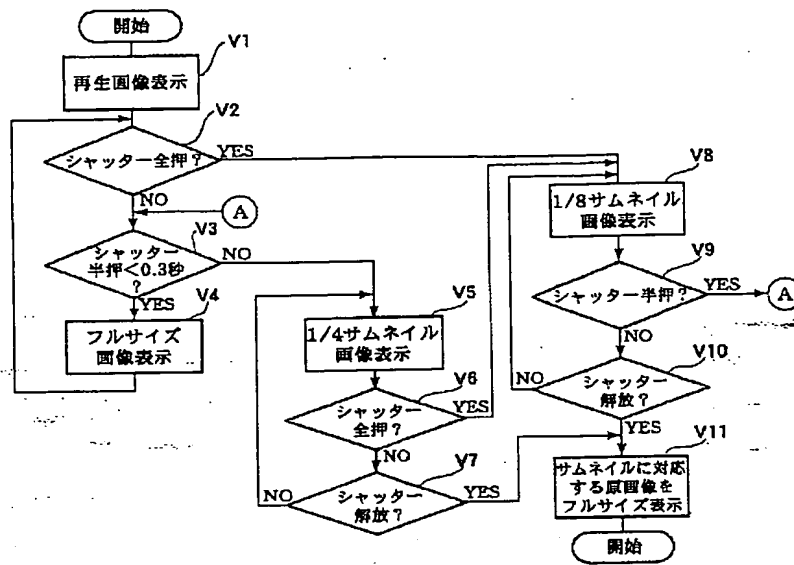 開始
V1
再生画像表示
V2
シャッター全押?
YES
NO
A
V3
シャッター
半押<0.3秒
?
NO
YES
V4
フルサイズ
画像表示
V5
1/4サムネイル
画像表示
V6
シャッター
全押?
YES
NO
V7
シャッター
解放?
NO
YES
V8
1/8サムネイル
画像表示
V9
シャッター半押?
YES
A
NO
V10
シャッター
解放?
NO
YES
V11
サムネイルに対応
する原画像を
フルサイズ表示
開始